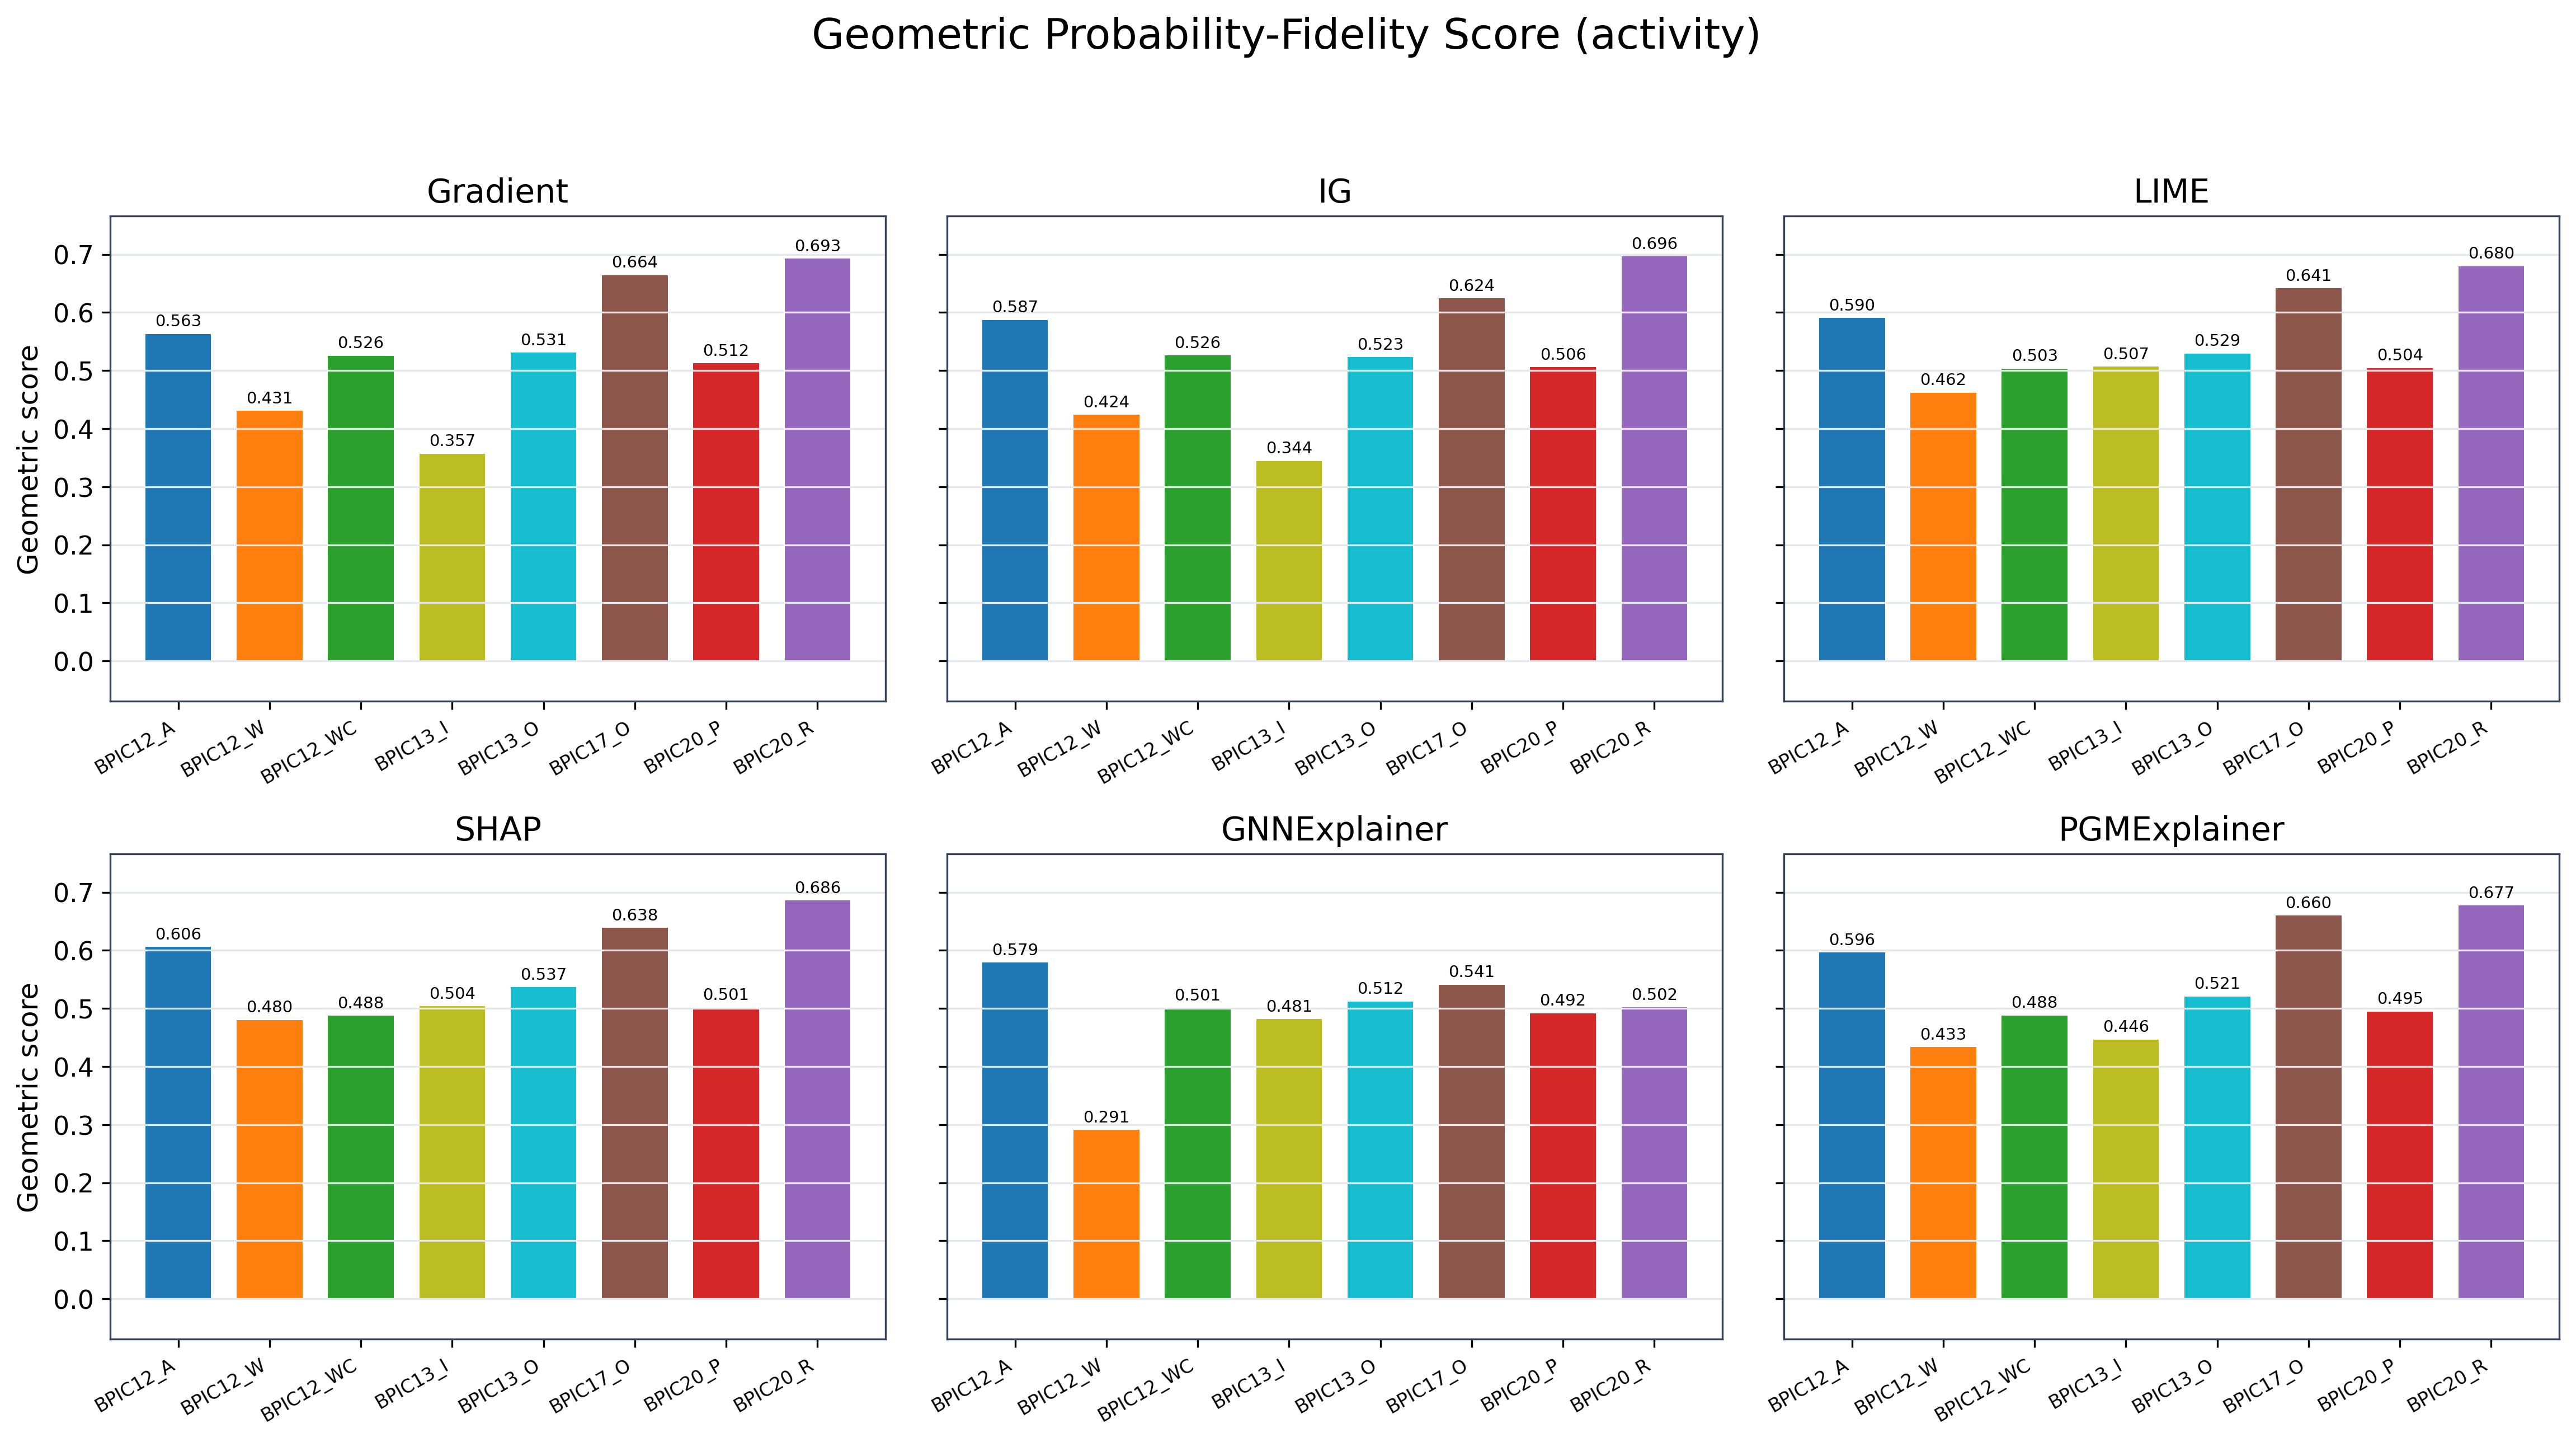 Geometric Probability-Fidelity Score (activity)
Gradient
Geometric score
0.7
0.6
0.5
0.4
0.3
0.2
0.1
0.0
0.563
0.431
0.526
0.357
0.531
0.664
0.512
0.693
BPIC12_A
BPIC12_W
BPIC12_WC
BPIC13_I
BPIC13_O
BPIC17_O
BPIC20_P
BPIC20_R
IG
0.587
0.424
0.526
0.344
0.523
0.624
0.506
0.696
BPIC12_A
BPIC12_W
BPIC12_WC
BPIC13_I
BPIC13_O
BPIC17_O
BPIC20_P
BPIC20_R
LIME
0.590
0.462
0.503
0.507
0.529
0.641
0.504
0.680
BPIC12_A
BPIC12_W
BPIC12_WC
BPIC13_I
BPIC13_O
BPIC17_O
BPIC20_P
BPIC20_R
SHAP
Geometric score
0.7
0.6
0.5
0.4
0.3
0.2
0.1
0.0
0.606
0.480
0.488
0.504
0.537
0.638
0.501
0.686
BPIC12_A
BPIC12_W
BPIC12_WC
BPIC13_I
BPIC13_O
BPIC17_O
BPIC20_P
BPIC20_R
GNNExplainer
0.579
0.291
0.501
0.481
0.512
0.541
0.492
0.502
BPIC12_A
BPIC12_W
BPIC12_WC
BPIC13_I
BPIC13_O
BPIC17_O
BPIC20_P
BPIC20_R
PGMExplainer
0.596
0.433
0.488
0.446
0.521
0.660
0.495
0.677
BPIC12_A
BPIC12_W
BPIC12_WC
BPIC13_I
BPIC13_O
BPIC17_O
BPIC20_P
BPIC20_R